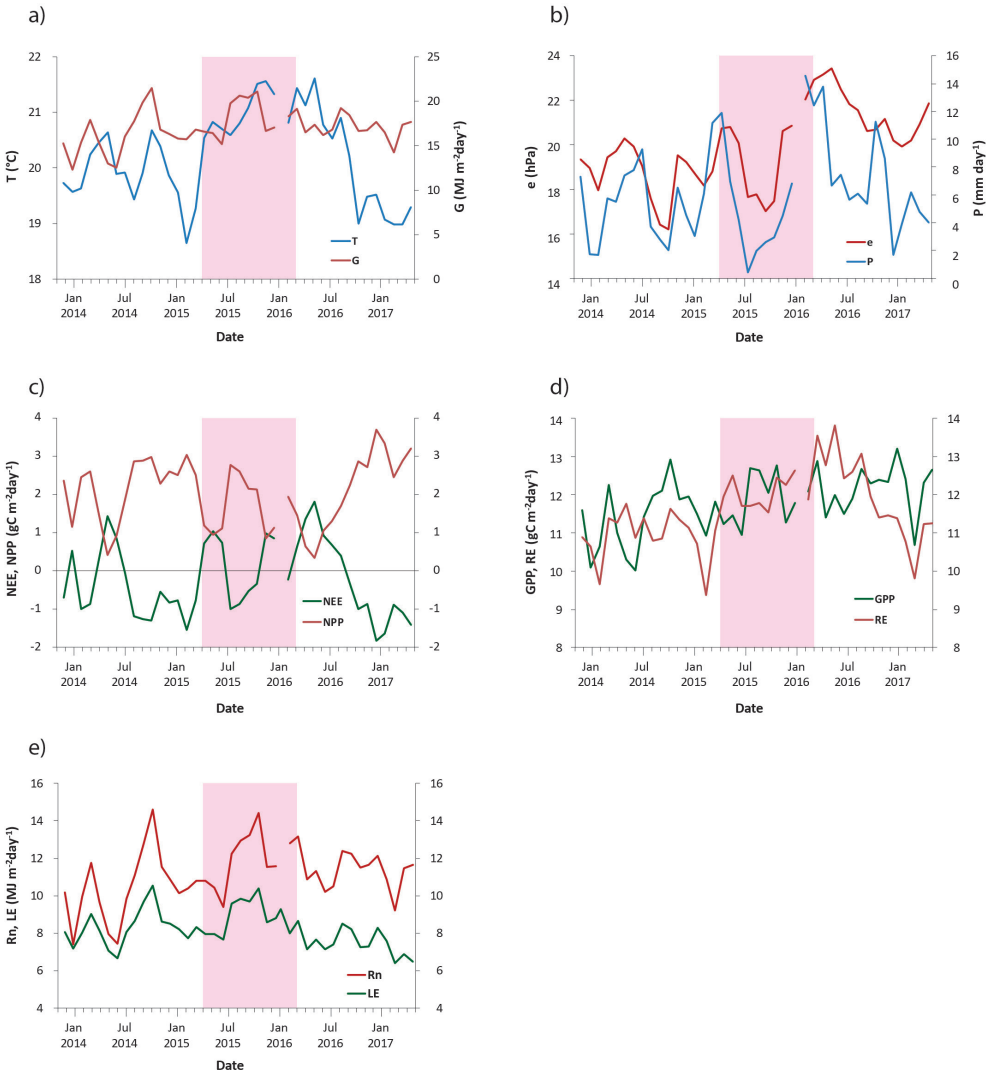 a)
22
21
20
19
18
T (°C)
25
20
15
10
5
0
G (MJ m-2day-1)
T
G
Jan 2014
Jul 2014
Jan 2015
Jul 2015
Jan 2016
Jul 2016
Jan 2017
Date
b)
24
22
20
18
16
14
e (hPa)
16
14
12
10
8
6
4
2
0
P (mm day-1)
e
P
Jan 2014
Jul 2014
Jan 2015
Jul 2015
Jan 2016
Jul 2016
Jan 2017
Date
c)
4
3
2
1
0
-1
-2
NEE, NPP (gC m-2day-1)
4
3
2
1
0
-1
-2
NEE
NPP
Jan 2014
Jul 2014
Jan 2015
Jul 2015
Jan 2016
Jul 2016
Jan 2017
Date
d)
14
13
12
11
10
9
8
GPP, RE (gC m-2day-1)
14
13
12
11
10
9
8
GPP
RE
Jan 2014
Jul 2014
Jan 2015
Jul 2015
Jan 2016
Jul 2016
Jan 2017
Date
e)
16
14
12
10
8
6
4
Rn, LE (MJ m-2day-1)
16
14
12
10
8
6
4
Rn
LE
Jan 2014
Jul 2014
Jan 2015
Jul 2015
Jan 2016
Jul 2016
Jan 2017
Date